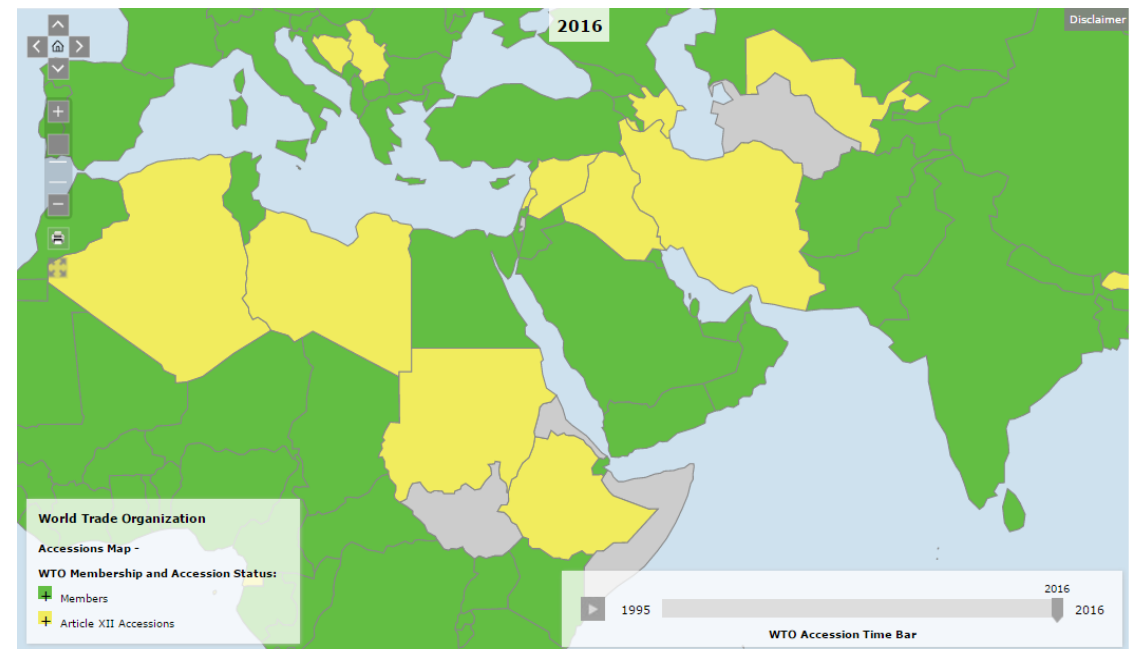 2016
Disclaimer
World Trade Organization
Accessions Map -
WTO Membership and Accession Status:
Members
Article XII Accessions
2016
1995
2016
WTO Accession Time Bar